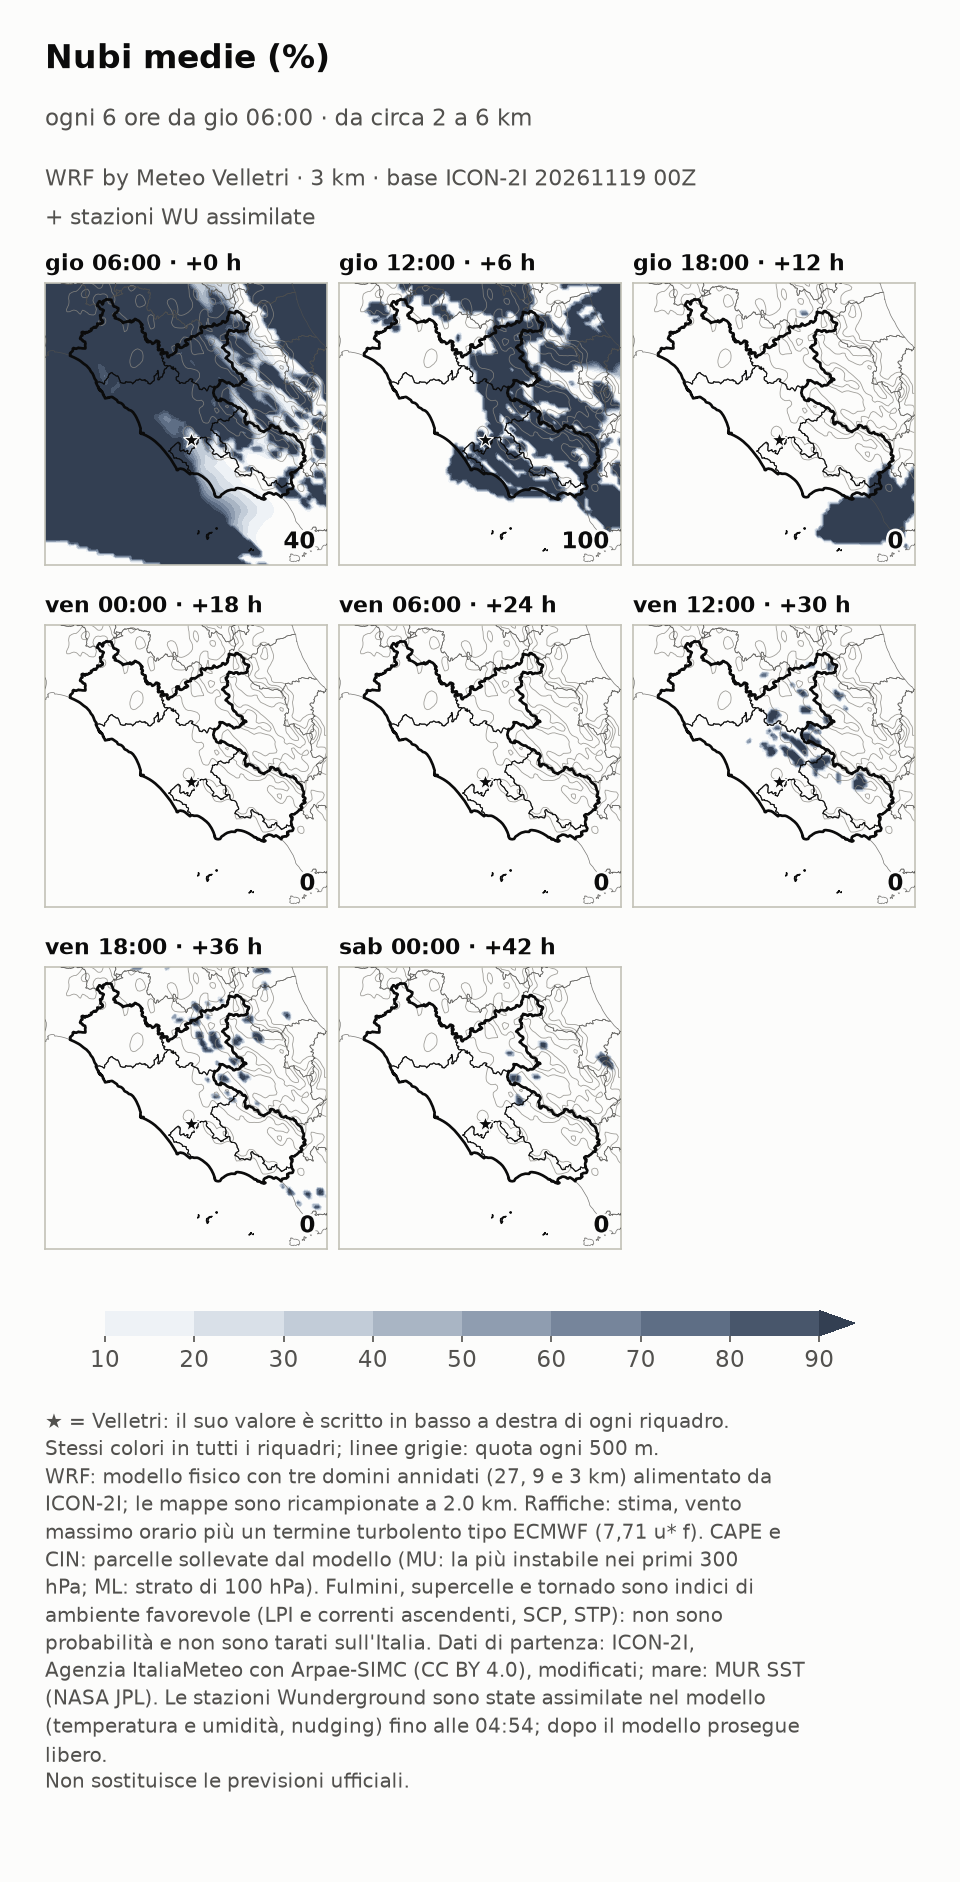 Nubi medie (%)
ogni 6 ore da gio 06:00 · da circa 2 a 6 km
WRF by Meteo Velletri · 3 km · base ICON-2I 20261119 00Z
+ stazioni WU assimilate
gio 06:00 · +0 h
gio 12:00 · +6 h
gio 18:00 · +12 h
40
100
0
ven 00:00 · +18 h
ven 06:00 · +24 h
ven 12:00 · +30 h
0
0
0
ven 18:00 · +36 h
sab 00:00 · +42 h
0
0
10 20 30 40 50 60 70 80 90
★ = Velletri: il suo valore è scritto in basso a destra di ogni riquadro.
Stessi colori in tutti i riquadri; linee grigie: quota ogni 500 m.
WRF: modello fisico con tre domini annidati (27, 9 e 3 km) alimentato da
ICON-2I; le mappe sono ricampionate a 2.0 km. Raffiche: stima, vento
massimo orario più un termine turbolento tipo ECMWF (7,71 u* f). CAPE e
CIN: parcelle sollevate dal modello (MU: la più instabile nei primi 300
hPa; ML: strato di 100 hPa). Fulmini, supercelle e tornado sono indici di
ambiente favorevole (LPI e correnti ascendenti, SCP, STP): non sono
probabilità e non sono tarati sull'Italia. Dati di partenza: ICON-2I,
Agenzia ItaliaMeteo con Arpae-SIMC (CC BY 4.0), modificati; mare: MUR SST
(NASA JPL). Le stazioni Wunderground sono state assimilate nel modello
(temperatura e umidità, nudging) fino alle 04:54; dopo il modello prosegue
libero.
Non sostituisce le previsioni ufficiali.